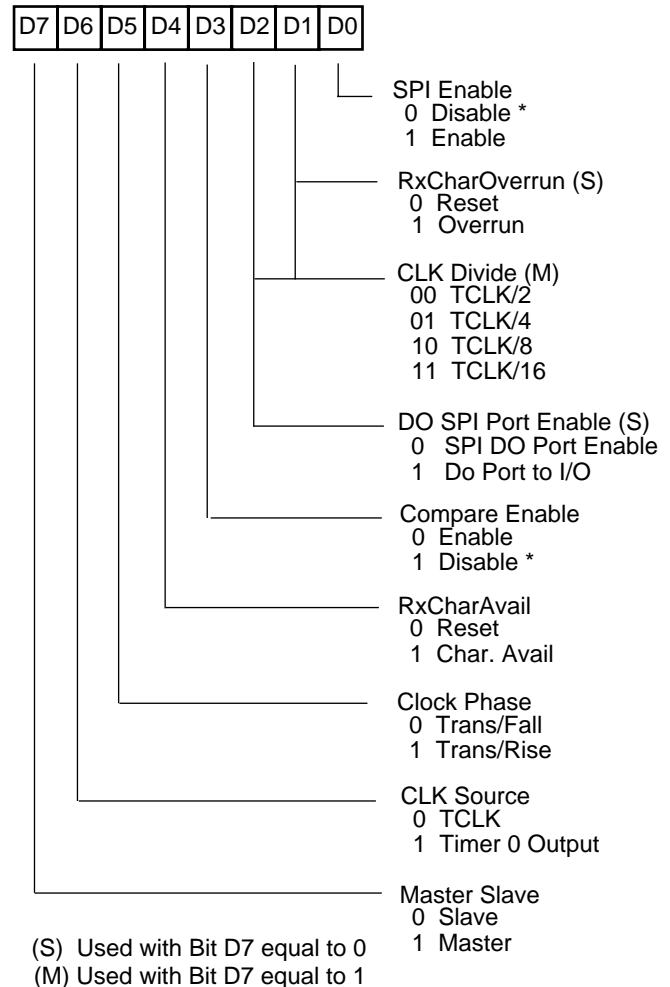 D7 D6 D5 D4 D3 D2 D1 D0
SPI Enable
0 Disable *
1 Enable
RxCharOverrun (S)
0 Reset
1 Overrun
CLK Divide (M)
00 TCLK/2
01 TCLK/4
10 TCLK/8
11 TCLK/16
DO SPI Port Enable (S)
0 SPI DO Port Enable
1 Do Port to I/O
Compare Enable
0 Enable
1 Disable *
RxCharAvail
0 Reset
1 Char. Avail
Clock Phase
0 Trans/Fall
1 Trans/Rise
CLK Source
0 TCLK
1 Timer 0 Output
Master Slave
0 Slave
1 Master
(S) Used with Bit D7 equal to 0
(M) Used with Bit D7 equal to 1